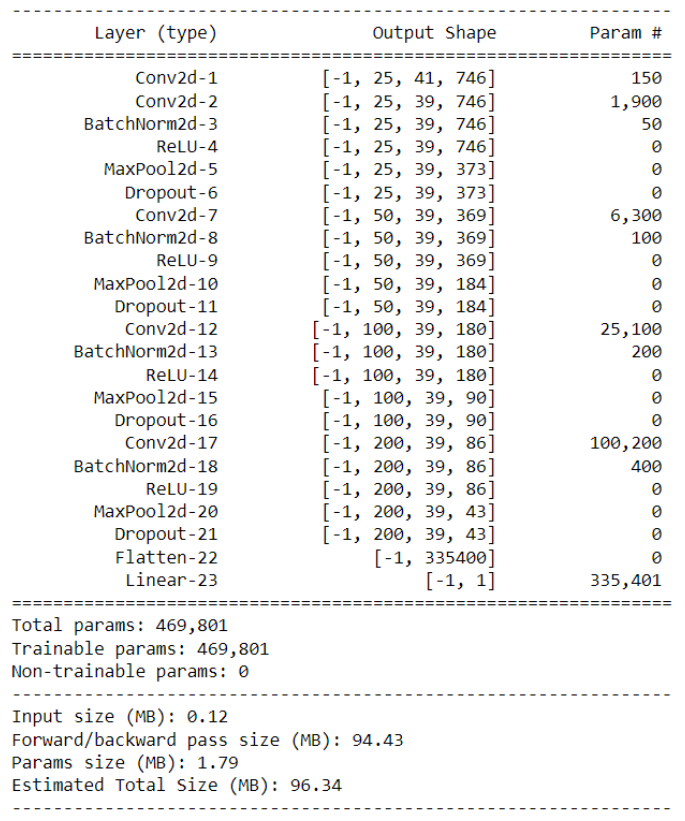 ----------------------------------------------------------------
Layer (type) Output Shape Param #
================================================================
Conv2d-1 [-1, 25, 41, 746] 150
Conv2d-2 [-1, 25, 39, 746] 1,900
BatchNorm2d-3 [-1, 25, 39, 746] 50
ReLU-4 [-1, 25, 39, 746] 0
MaxPool2d-5 [-1, 25, 39, 373] 0
Dropout-6 [-1, 25, 39, 373] 0
Conv2d-7 [-1, 50, 39, 369] 6,300
BatchNorm2d-8 [-1, 50, 39, 369] 100
ReLU-9 [-1, 50, 39, 369] 0
MaxPool2d-10 [-1, 50, 39, 184] 0
Dropout-11 [-1, 50, 39, 184] 0
Conv2d-12 [-1, 100, 39, 180] 25,100
BatchNorm2d-13 [-1, 100, 39, 180] 200
ReLU-14 [-1, 100, 39, 180] 0
MaxPool2d-15 [-1, 100, 39, 90] 0
Dropout-16 [-1, 100, 39, 90] 0
Conv2d-17 [-1, 200, 39, 86] 100,200
BatchNorm2d-18 [-1, 200, 39, 86] 400
ReLU-19 [-1, 200, 39, 86] 0
MaxPool2d-20 [-1, 200, 39, 43] 0
Dropout-21 [-1, 200, 39, 43] 0
Flatten-22 [-1, 335400] 0
Linear-23 [-1, 1] 335,401
================================================================
Total params: 469,801
Trainable params: 469,801
Non-trainable params: 0
----------------------------------------------------------------
Input size (MB): 0.12
Forward/backward pass size (MB): 94.43
Params size (MB): 1.79
Estimated Total Size (MB): 96.34
----------------------------------------------------------------